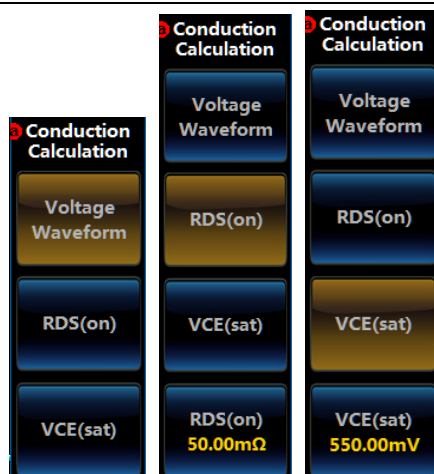 a Conduction
Calculation
Voltage
Waveform
RDS(on)
VCE(sat)
a Conduction
Calculation
Voltage
Waveform
RDS(on)
VCE(sat)
RDS(on)
50.00mΩ
a Conduction
Calculation
Voltage
Waveform
RDS(on)
VCE(sat)
VCE(sat)
550.00mV